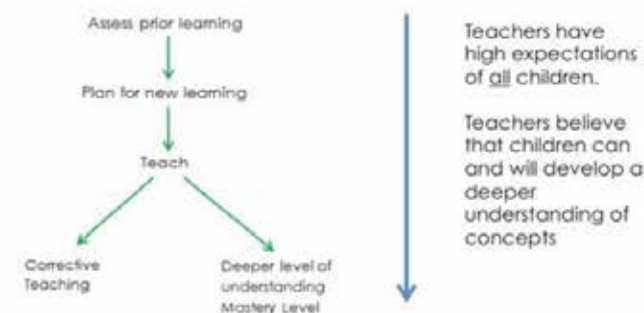 Assess prior learning
Plan for new learning
Teach
Corrective
Teaching
Deeper level of
understanding
Mastery Level
Teachers have
high expectations
of all children.
Teachers believe
that children can
and will develop a
deeper
understanding of
concepts